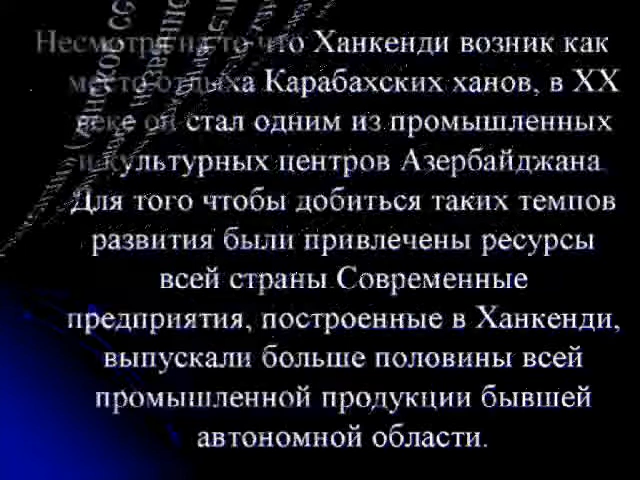 Несмотря на то что Ханкенди возник как
место отдыха Карабахских ханов, в XX
веке он стал одним из промышленных
и культурных центров Азербайджана
Для того чтобы добиться таких темпов
развития были привлечены ресурсы
всей страны Современные
предприятия, построенные в Ханкенди,
выпускали больше половины всей
промышленной продукции бывшей
автономной области.